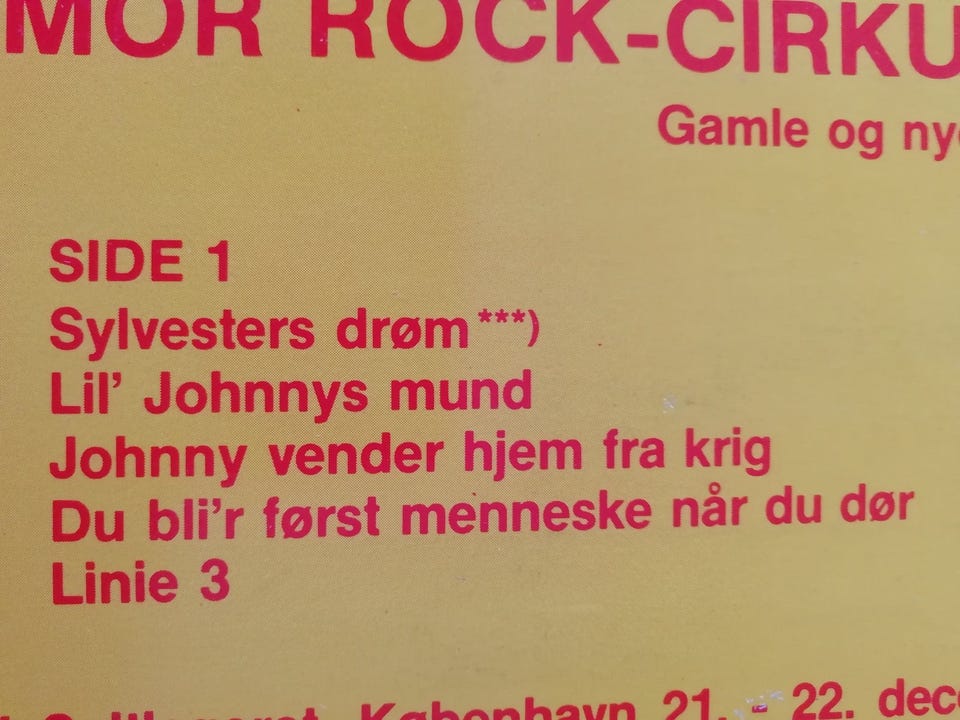 MOR ROCK-CIRKU
Gamle og nye
SIDE 1
Sylvesters drøm ***)
Lil' Johnnys mund
Johnny vender hjem fra krig
Du bli'r først menneske når du dør
Linie 3
København 21. - 22. dec